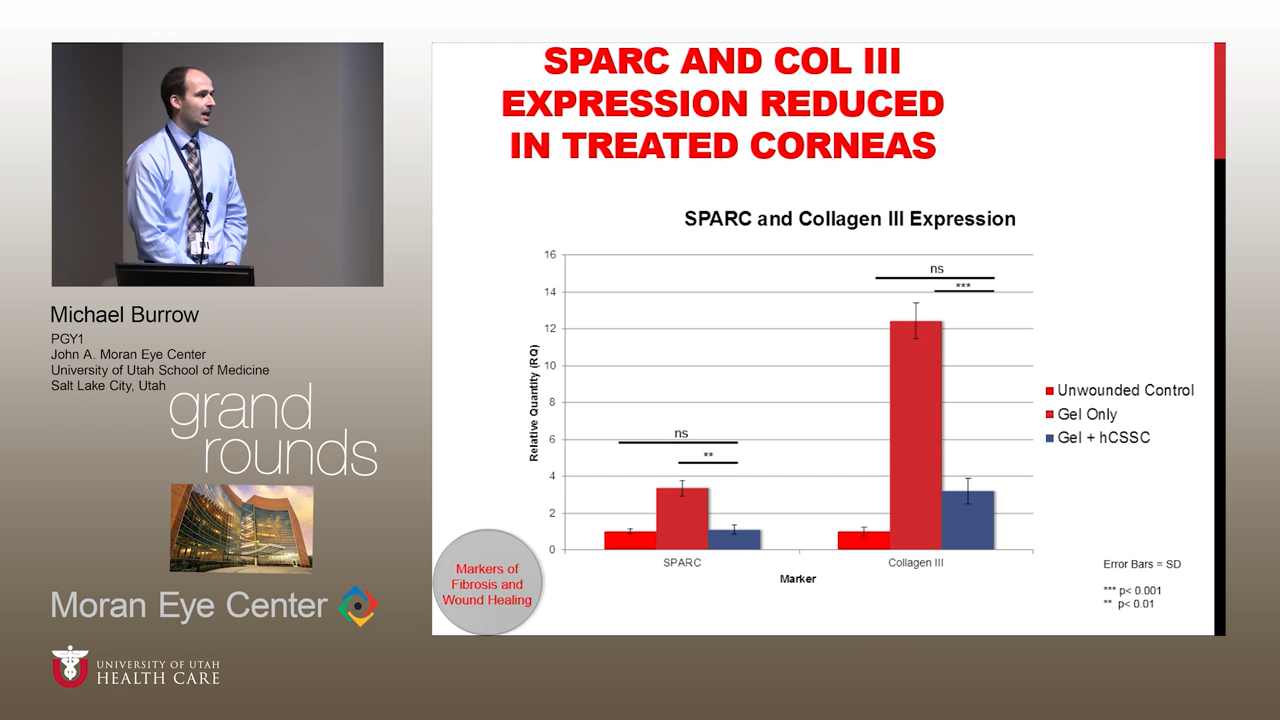 Michael Burrow
PGY1
John A. Moran Eye Center
University of Utah School of Medicine
Salt Lake City, Utah
grand
rounds
Moran Eye Center
UNIVERSITY OF UTAH
HEALTH CARE
SPARC AND COL III
EXPRESSION REDUCED
IN TREATED CORNEAS
SPARC and Collagen III Expression
Relative Quantity (RQ)
16
14
12
10
8
6
4
2
0
ns
**
ns
***
SPARC
Collagen III
Marker
Unwounded Control
Gel Only
Gel + hCSSC
Markers of
Fibrosis and
Wound Healing
Error Bars = SD
*** p< 0.001
** p< 0.01